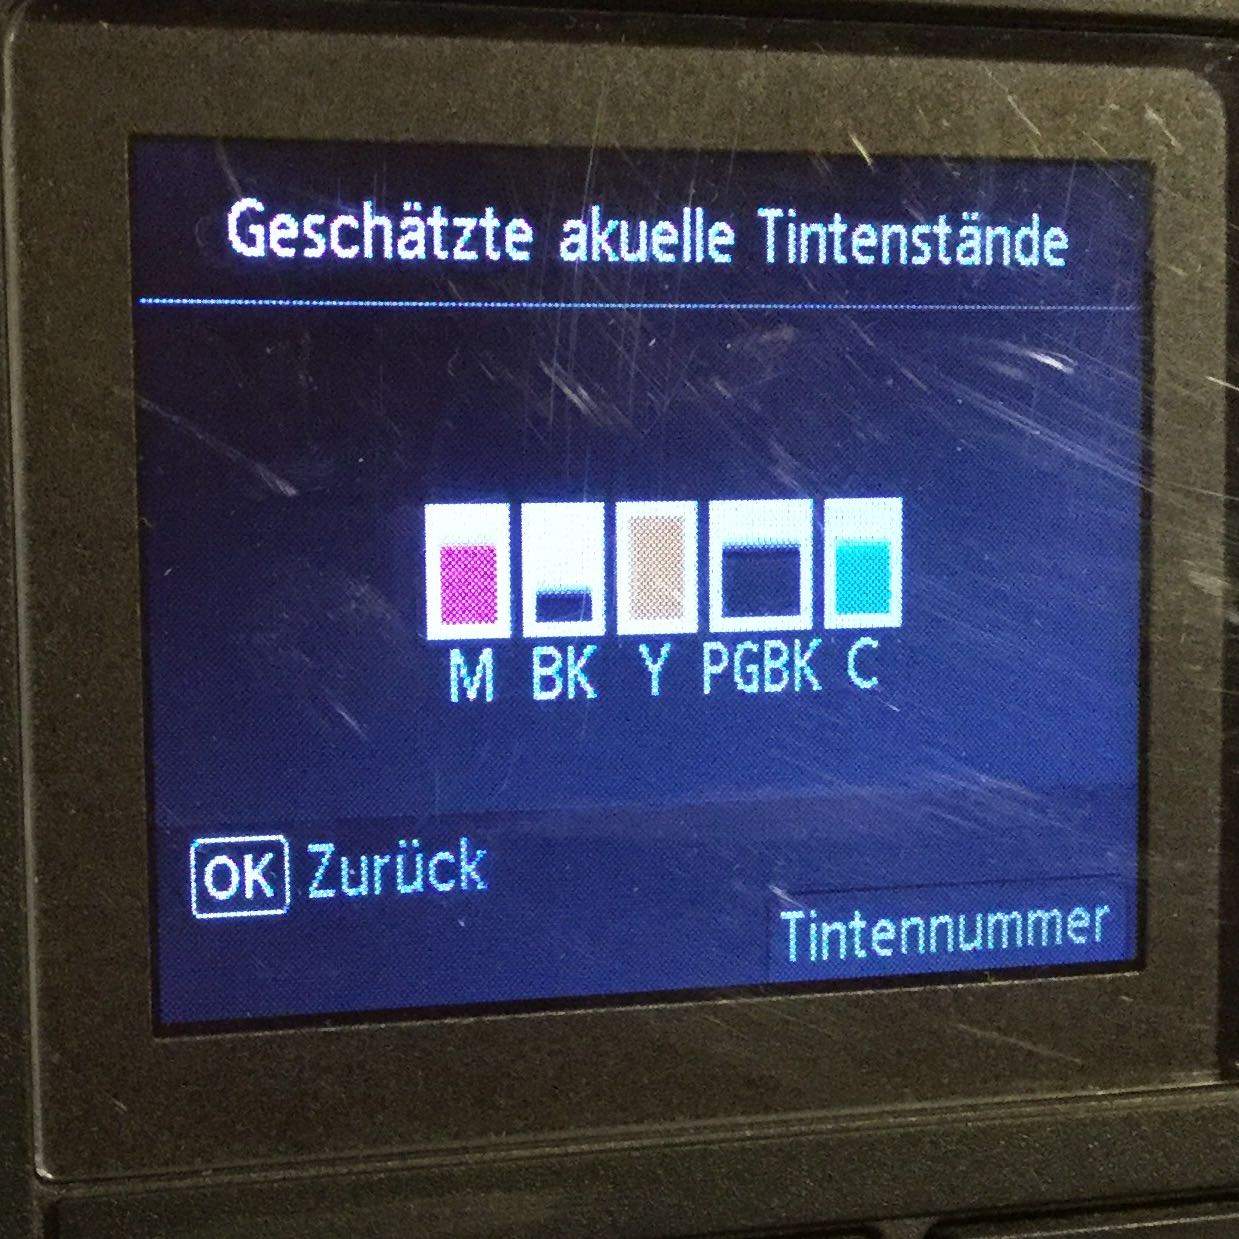 Geschätzte akuelle Tintenstände
M BK Y PGBK C
OK Zurück
Tintennummer